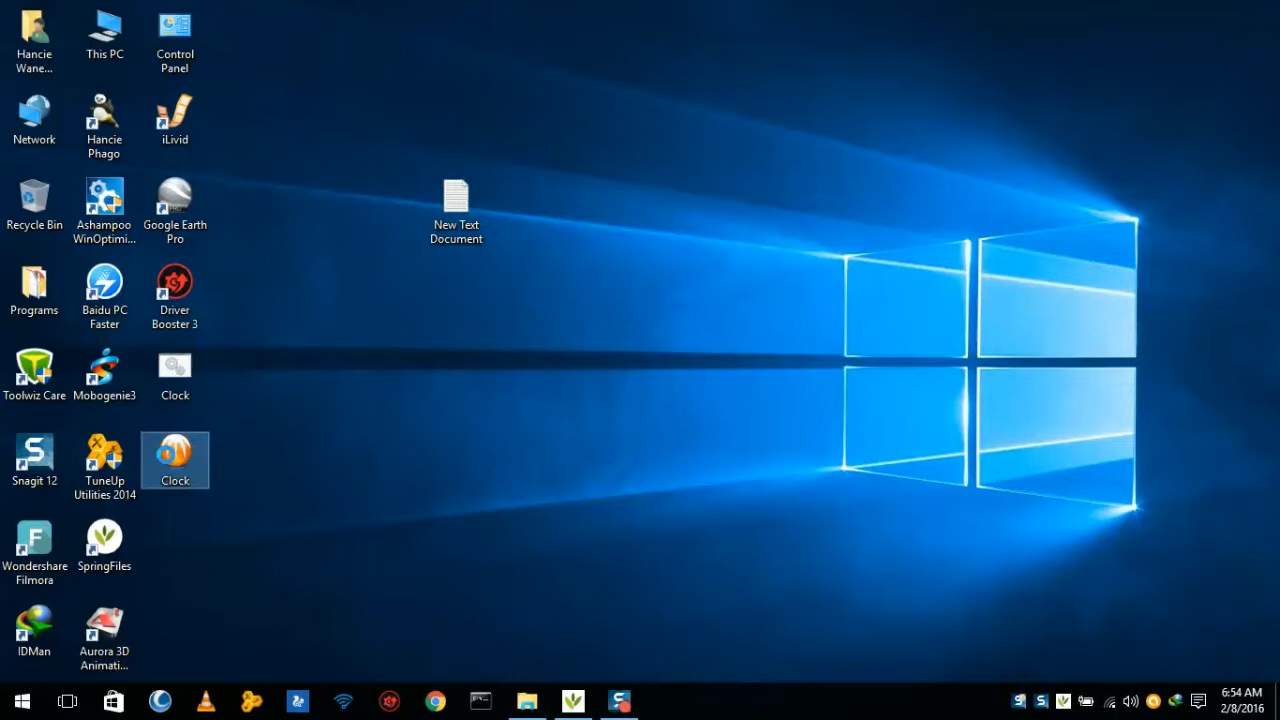 Hancie
Wane...
This PC
Control
Panel
Network
Hancie
Phago
iLivid
Recycle Bin
Ashampoo
WinOptimi...
Google Earth
Pro
New Text
Document
Programs
Baidu PC
Faster
Driver
Booster 3
Toolwiz Care
Mobogenie3
Clock
Snagit 12
TuneUp
Utilities 2014
Clock
Wondershare
Filmora
SpringFiles
IDMan
Aurora 3D
Animati...
6:54 AM
2/8/2016